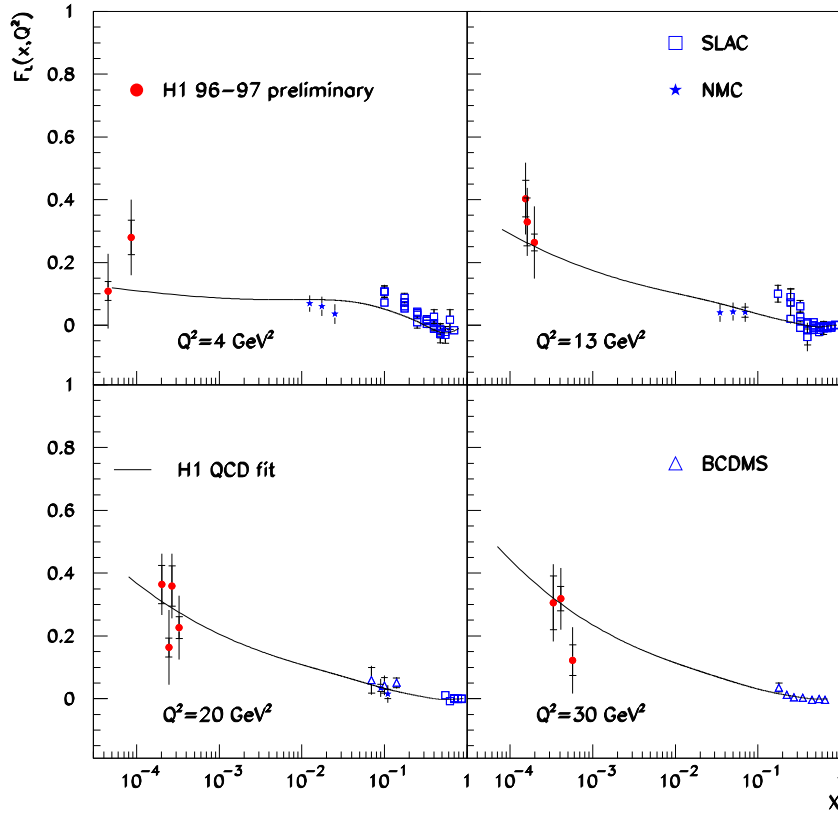 F_L(x,Q²)
1
0.8
0.6
0.4
0.2
0
H1 96−97 preliminary
Q²=4 GeV²
SLAC
NMC
Q²=13 GeV²
1
0.8
0.6
0.4
0.2
0
H1 QCD fit
Q²=20 GeV²
BCDMS
Q²=30 GeV²
10⁻⁴ 10⁻³ 10⁻² 10⁻¹ 1 10⁻⁴ 10⁻³ 10⁻² 10⁻¹ 1